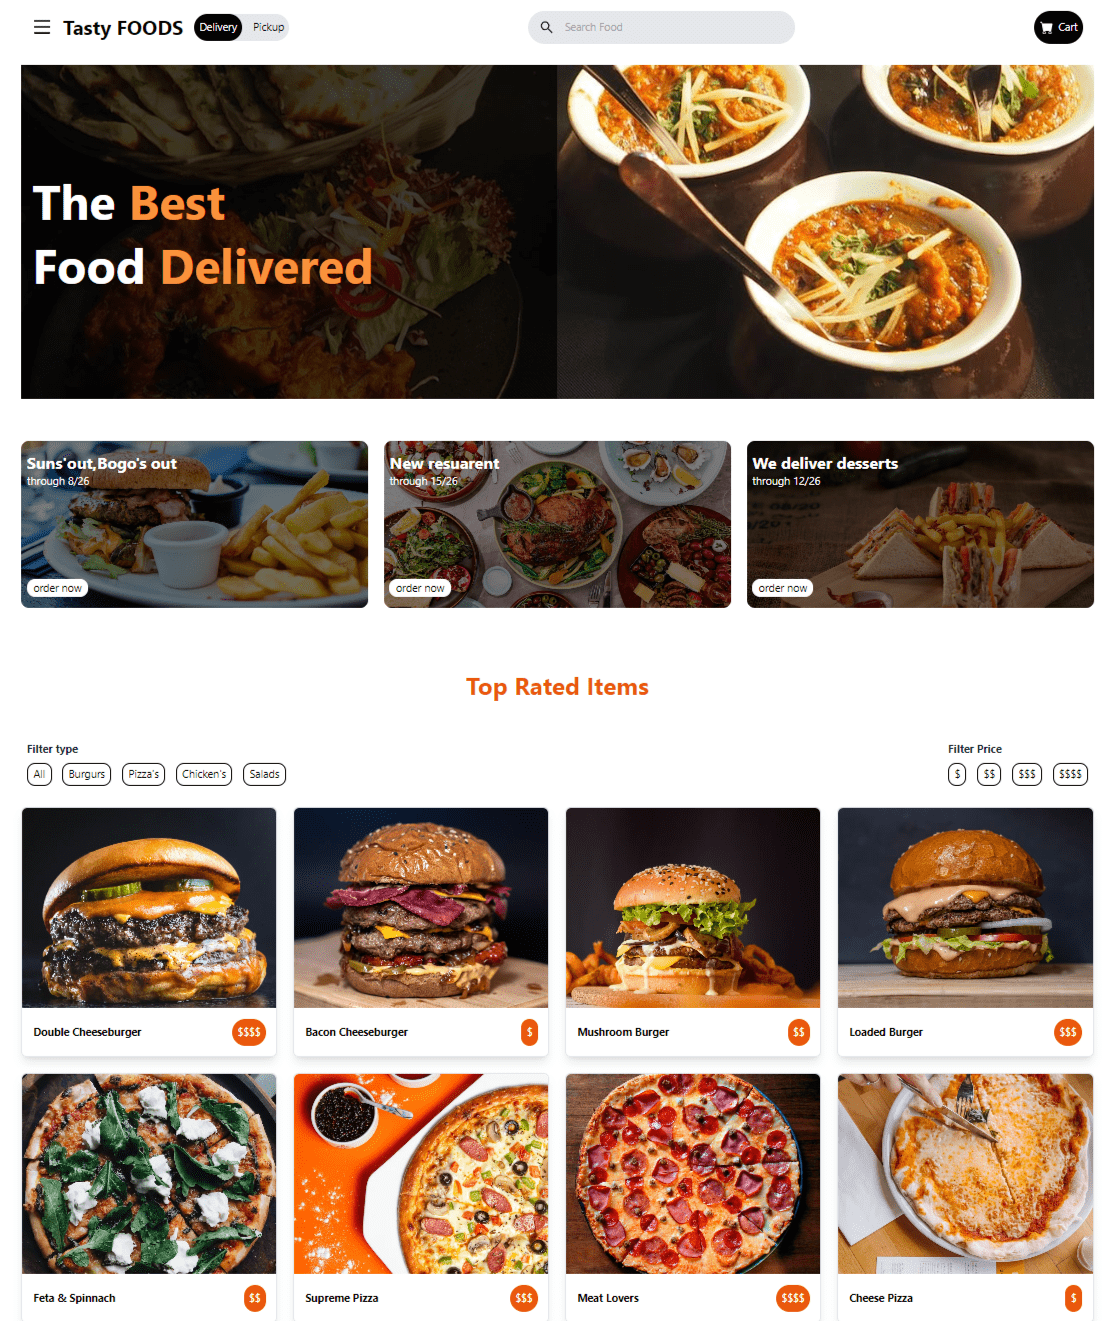 Tasty FOODS Delivery Pickup Search Food Cart
The Best
Food Delivered
Suns'out,Bogo's out
through 8/26
order now
New resuarent
through 15/26
order now
We deliver desserts
through 12/26
order now
Top Rated Items
Filter type
All Burgurs Pizza's Chicken's Salads
Filter Price
$ $$ $$$ $$$$
Double Cheeseburger $$$$
Bacon Cheeseburger $
Mushroom Burger $$
Loaded Burger $$$
Feta & Spinnach $$
Supreme Pizza $$$
Meat Lovers $$$$
Cheese Pizza $